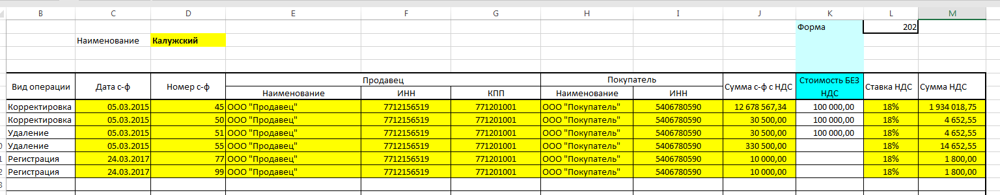 B C D E F G H I J K L M
Форма 202
Наименование Калужский
Вид операции Дата с-ф Номер с-ф Продавец Покупатель Сумма с-ф с НДС Стоимость БЕЗ НДС Ставка НДС Сумма НДС
Наименование ИНН КПП Наименование ИНН
Корректировка 05.03.2015 45 ООО "Продавец" 7712156519 771201001 ООО "Покупатель" 5406780590 12 678 567,34 100 000,00 18% 1 934 018,75
Корректировка 05.03.2015 50 ООО "Продавец" 7712156519 771201001 ООО "Покупатель" 5406780590 30 500,00 100 000,00 18% 4 652,55
Удаление 05.03.2015 51 ООО "Продавец" 7712156519 771201001 ООО "Покупатель" 5406780590 30 500,00 100 000,00 18% 4 652,55
Удаление 05.03.2015 55 ООО "Продавец" 7712156519 771201001 ООО "Покупатель" 5406780590 330 500,00 18% 14 652,55
Регистрация 24.03.2017 77 ООО "Продавец" 7712156519 771201001 ООО "Покупатель" 5406780590 10 000,00 18% 1 800,00
Регистрация 24.03.2017 99 ООО "Продавец" 7712156519 771201001 ООО "Покупатель" 5406780590 10 000,00 18% 1 800,00